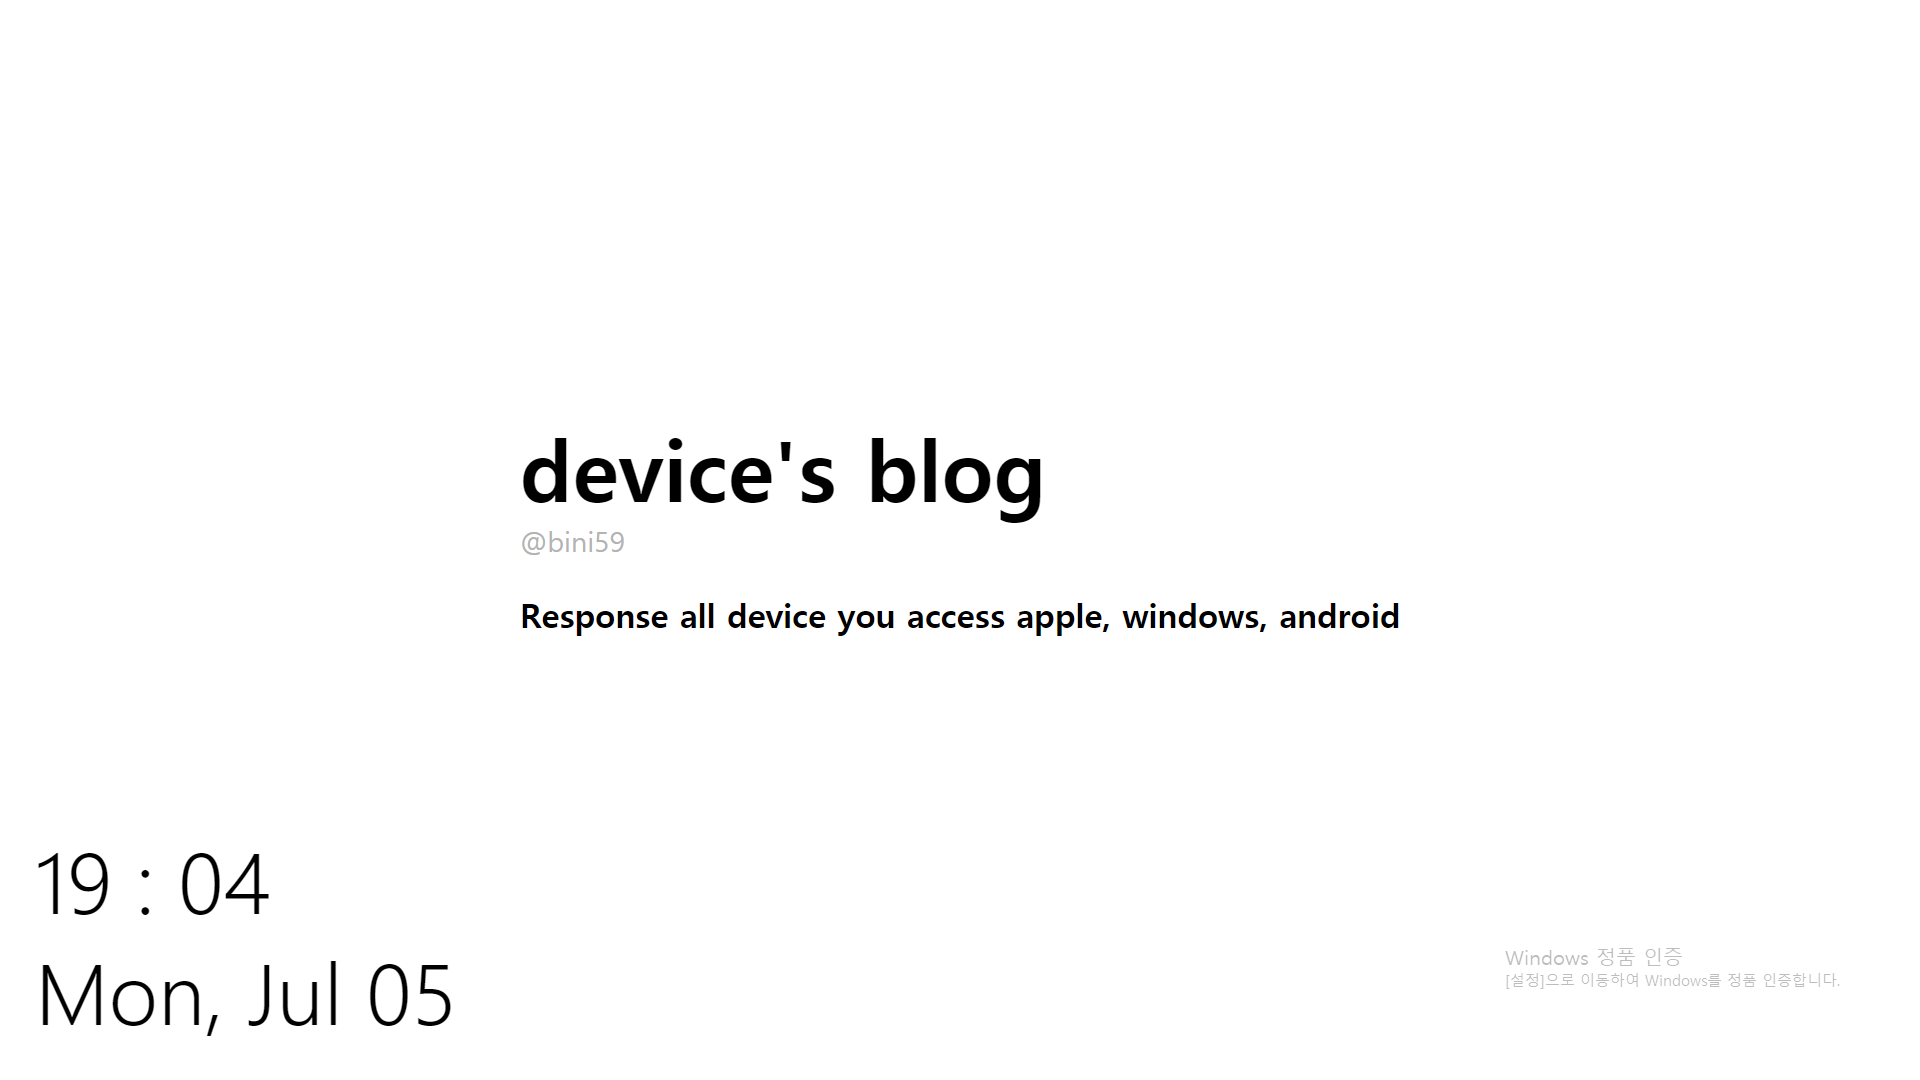 device's blog
@bini59
Response all device you access apple, windows, android
19 : 04
Mon, Jul 05
Windows 정품 인증
[설정]으로 이동하여 Windows를 정품 인증합니다.